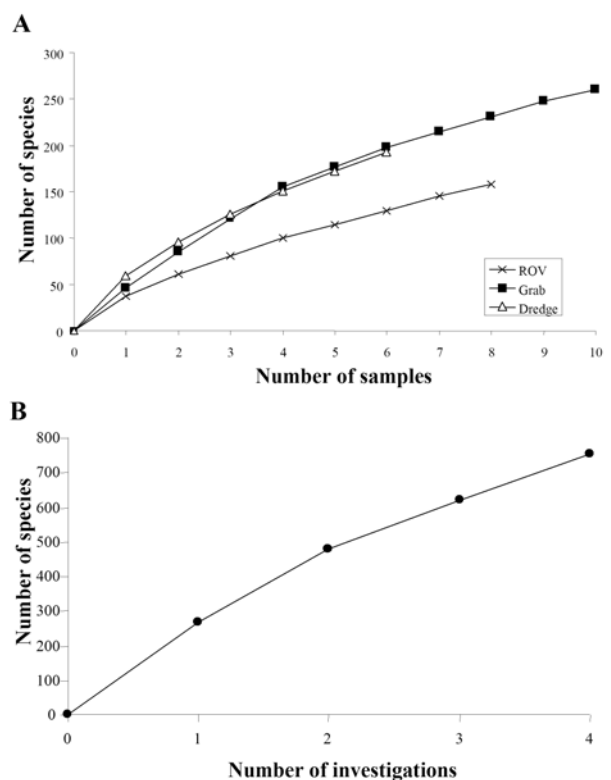 A
Number of species
300
250
200
150
100
50
0
0 1 2 3 4 5 6 7 8 9 10
Number of samples
ROV
Grab
Dredge
B
Number of species
800
700
600
500
400
300
200
100
0
0 1 2 3 4
Number of investigations